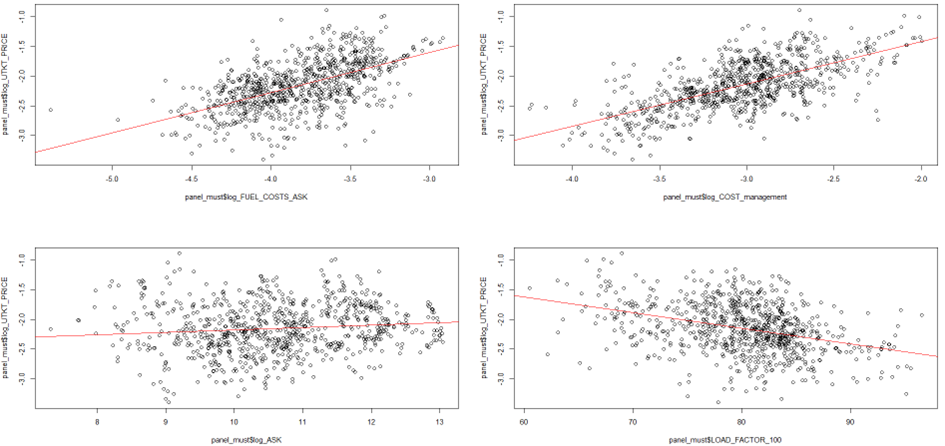 panel_must$log_UTKT_PRICE
-1.0
-1.5
-2.0
-2.5
-3.0
-5.0 -4.5 -4.0 -3.5 -3.0
panel_must$log_FUEL_COSTS_ASK
panel_must$log_UTKT_PRICE
-1.0
-1.5
-2.0
-2.5
-3.0
-4.0 -3.5 -3.0 -2.5 -2.0
panel_must$log_COST_management
panel_must$log_UTKT_PRICE
-1.0
-1.5
-2.0
-2.5
-3.0
8 9 10 11 12 13
panel_must$log_ASK
panel_must$log_UTKT_PRICE
-1.0
-1.5
-2.0
-2.5
-3.0
60 70 80 90
panel_must$LOAD_FACTOR_100